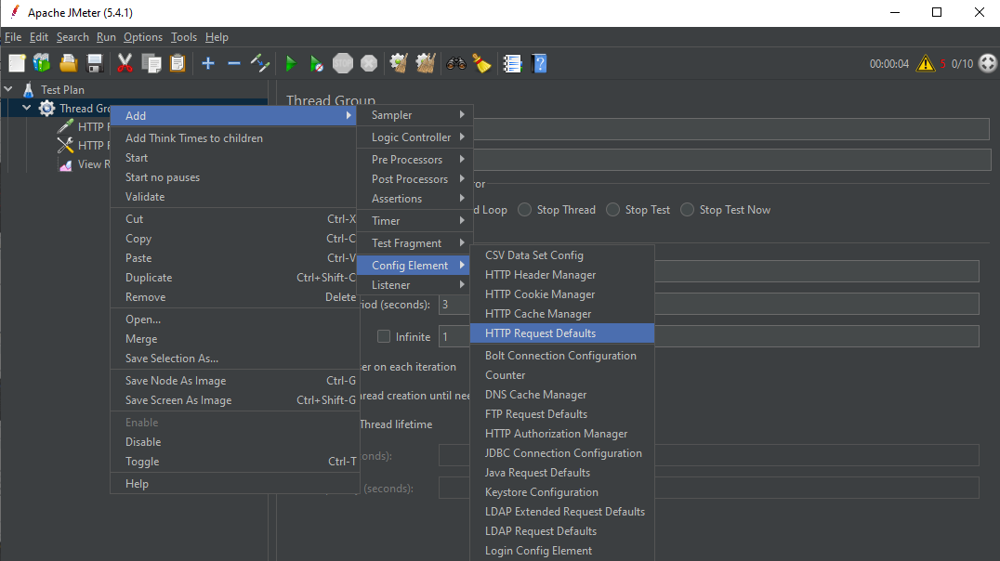 Apache JMeter (5.4.1)
File Edit Search Run Options Tools Help
STOP
00:00:04 5 0/10
Test Plan
Thread Gro
HTTP
HTTP
View R
Thread Group
Add
Add Think Times to children
Start
Start no pauses
Validate
Cut Ctrl-X
Copy Ctrl-C
Paste Ctrl-V
Duplicate Ctrl+Shift-C
Remove Delete
Open...
Merge
Save Selection As...
Save Node As Image Ctrl-G
Save Screen As Image Ctrl+Shift-G
Enable
Disable
Toggle Ctrl-T
Help
Sampler
Logic Controller
Pre Processors
Post Processors
Assertions
Timer
Test Fragment
Config Element
Listener
CSV Data Set Config
HTTP Header Manager
HTTP Cookie Manager
HTTP Cache Manager
HTTP Request Defaults
Bolt Connection Configuration
Counter
DNS Cache Manager
FTP Request Defaults
HTTP Authorization Manager
JDBC Connection Configuration
Java Request Defaults
Keystore Configuration
LDAP Extended Request Defaults
LDAP Request Defaults
Login Config Element
or
d Loop Stop Thread Stop Test Stop Test Now
iod (seconds): 3
Infinite 1
er on each iteration
read creation until nee
Thread lifetime
onds):
(seconds):